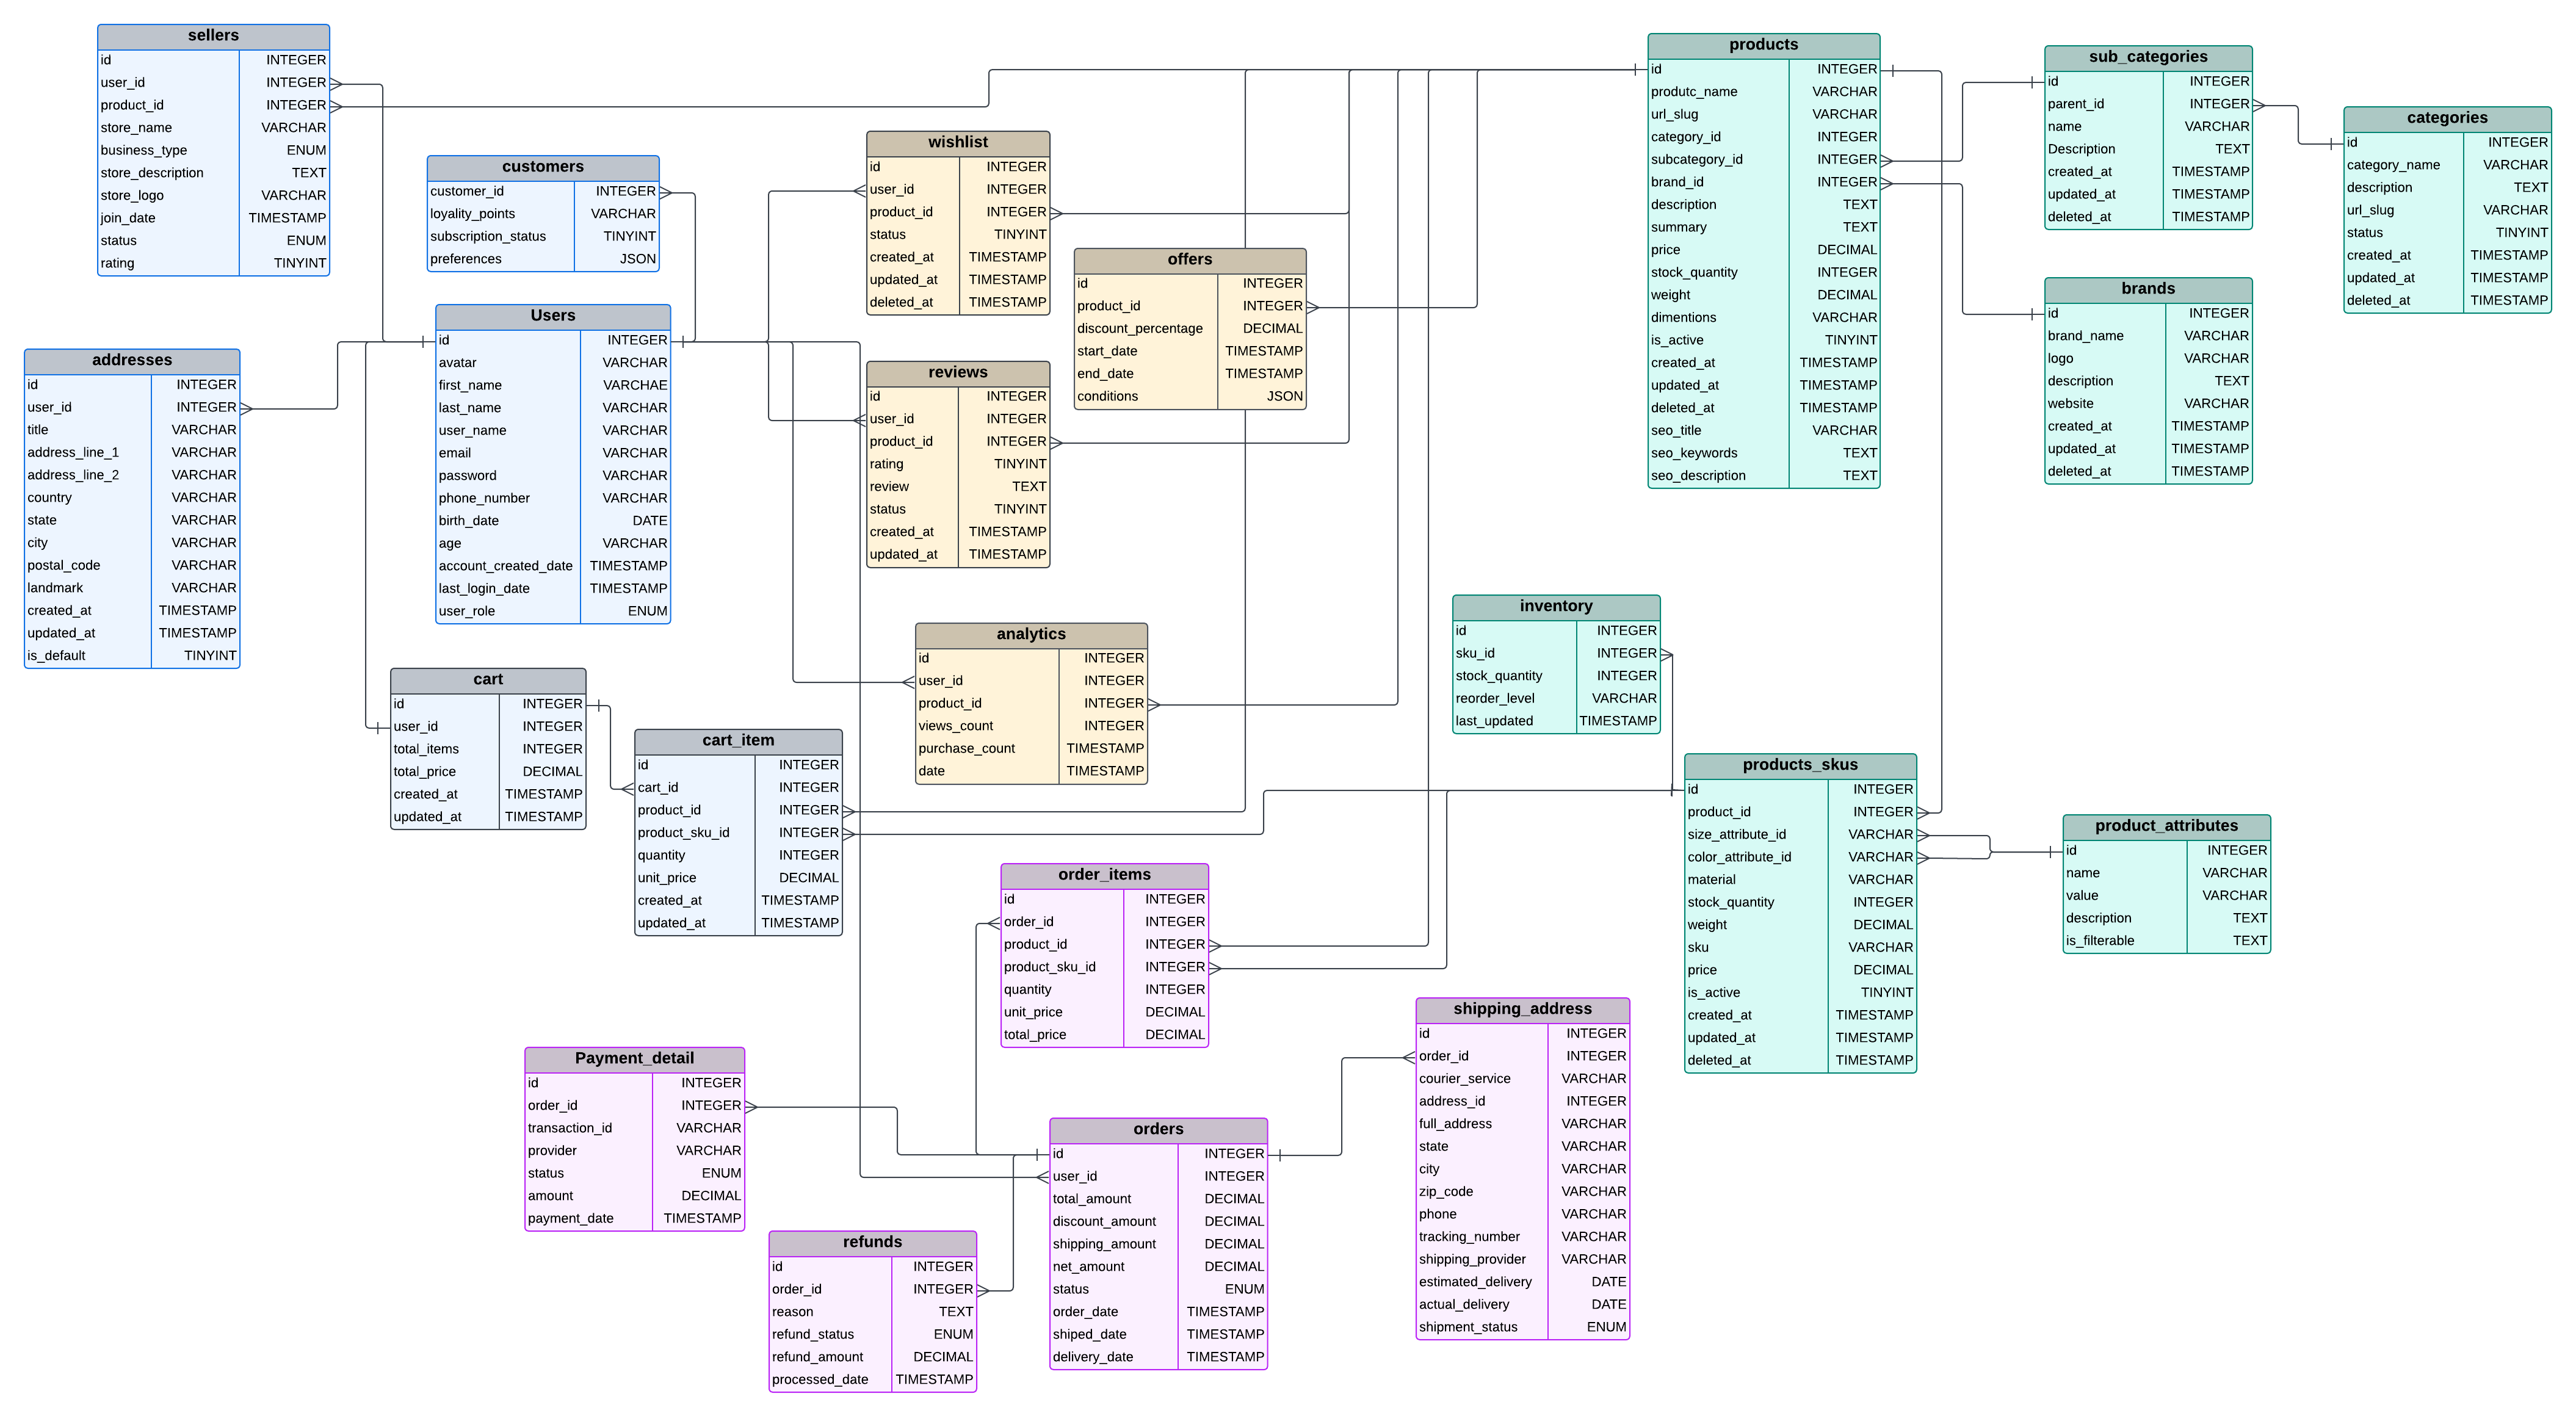 sellers
id INTEGER
user_id INTEGER
product_id INTEGER
store_name VARCHAR
business_type ENUM
store_description TEXT
store_logo VARCHAR
join_date TIMESTAMP
status ENUM
rating TINYINT
customers
customer_id INTEGER
loyality_points VARCHAR
subscription_status TINYINT
preferences JSON
Users
id INTEGER
avatar VARCHAR
first_name VARCHAE
last_name VARCHAR
user_name VARCHAR
email VARCHAR
password VARCHAR
phone_number VARCHAR
birth_date DATE
age VARCHAR
account_created_date TIMESTAMP
last_login_date TIMESTAMP
user_role ENUM
addresses
id INTEGER
user_id INTEGER
title VARCHAR
address_line_1 VARCHAR
address_line_2 VARCHAR
country VARCHAR
state VARCHAR
city VARCHAR
postal_code VARCHAR
landmark VARCHAR
created_at TIMESTAMP
updated_at TIMESTAMP
is_default TINYINT
cart
id INTEGER
user_id INTEGER
total_items INTEGER
total_price DECIMAL
created_at TIMESTAMP
updated_at TIMESTAMP
cart_item
id INTEGER
cart_id INTEGER
product_id INTEGER
product_sku_id INTEGER
quantity INTEGER
unit_price DECIMAL
created_at TIMESTAMP
updated_at TIMESTAMP
wishlist
id INTEGER
user_id INTEGER
product_id INTEGER
status TINYINT
created_at TIMESTAMP
updated_at TIMESTAMP
deleted_at TIMESTAMP
offers
id INTEGER
product_id INTEGER
discount_percentage DECIMAL
start_date TIMESTAMP
end_date TIMESTAMP
conditions JSON
reviews
id INTEGER
user_id INTEGER
product_id INTEGER
rating TINYINT
review TEXT
status TINYINT
created_at TIMESTAMP
updated_at TIMESTAMP
analytics
id INTEGER
user_id INTEGER
product_id INTEGER
views_count INTEGER
purchase_count TIMESTAMP
date TIMESTAMP
products
id INTEGER
produtc_name VARCHAR
url_slug VARCHAR
category_id INTEGER
subcategory_id INTEGER
brand_id INTEGER
description TEXT
summary TEXT
price DECIMAL
stock_quantity INTEGER
weight DECIMAL
dimentions VARCHAR
is_active TINYINT
created_at TIMESTAMP
updated_at TIMESTAMP
deleted_at TIMESTAMP
seo_title VARCHAR
seo_keywords TEXT
seo_description TEXT
sub_categories
id INTEGER
parent_id INTEGER
name VARCHAR
Description TEXT
created_at TIMESTAMP
updated_at TIMESTAMP
deleted_at TIMESTAMP
categories
id INTEGER
category_name VARCHAR
description TEXT
url_slug VARCHAR
status TINYINT
created_at TIMESTAMP
updated_at TIMESTAMP
deleted_at TIMESTAMP
brands
id INTEGER
brand_name VARCHAR
logo VARCHAR
description TEXT
website VARCHAR
created_at TIMESTAMP
updated_at TIMESTAMP
deleted_at TIMESTAMP
inventory
id INTEGER
sku_id INTEGER
stock_quantity INTEGER
reorder_level VARCHAR
last_updated TIMESTAMP
products_skus
id INTEGER
product_id INTEGER
size_attribute_id VARCHAR
color_attribute_id VARCHAR
material VARCHAR
stock_quantity INTEGER
weight DECIMAL
sku VARCHAR
price DECIMAL
is_active TINYINT
created_at TIMESTAMP
updated_at TIMESTAMP
deleted_at TIMESTAMP
product_attributes
id INTEGER
name VARCHAR
value VARCHAR
description TEXT
is_filterable TEXT
order_items
id INTEGER
order_id INTEGER
product_id INTEGER
product_sku_id INTEGER
quantity INTEGER
unit_price DECIMAL
total_price DECIMAL
shipping_address
id INTEGER
order_id INTEGER
courier_service VARCHAR
address_id INTEGER
full_address VARCHAR
state VARCHAR
city VARCHAR
zip_code VARCHAR
phone VARCHAR
tracking_number VARCHAR
shipping_provider VARCHAR
estimated_delivery DATE
actual_delivery DATE
shipment_status ENUM
Payment_detail
id INTEGER
order_id INTEGER
transaction_id VARCHAR
provider VARCHAR
status ENUM
amount DECIMAL
payment_date TIMESTAMP
orders
id INTEGER
user_id INTEGER
total_amount DECIMAL
discount_amount DECIMAL
shipping_amount DECIMAL
net_amount DECIMAL
status ENUM
order_date TIMESTAMP
shiped_date TIMESTAMP
delivery_date TIMESTAMP
refunds
id INTEGER
order_id INTEGER
reason TEXT
refund_status ENUM
refund_amount DECIMAL
processed_date TIMESTAMP